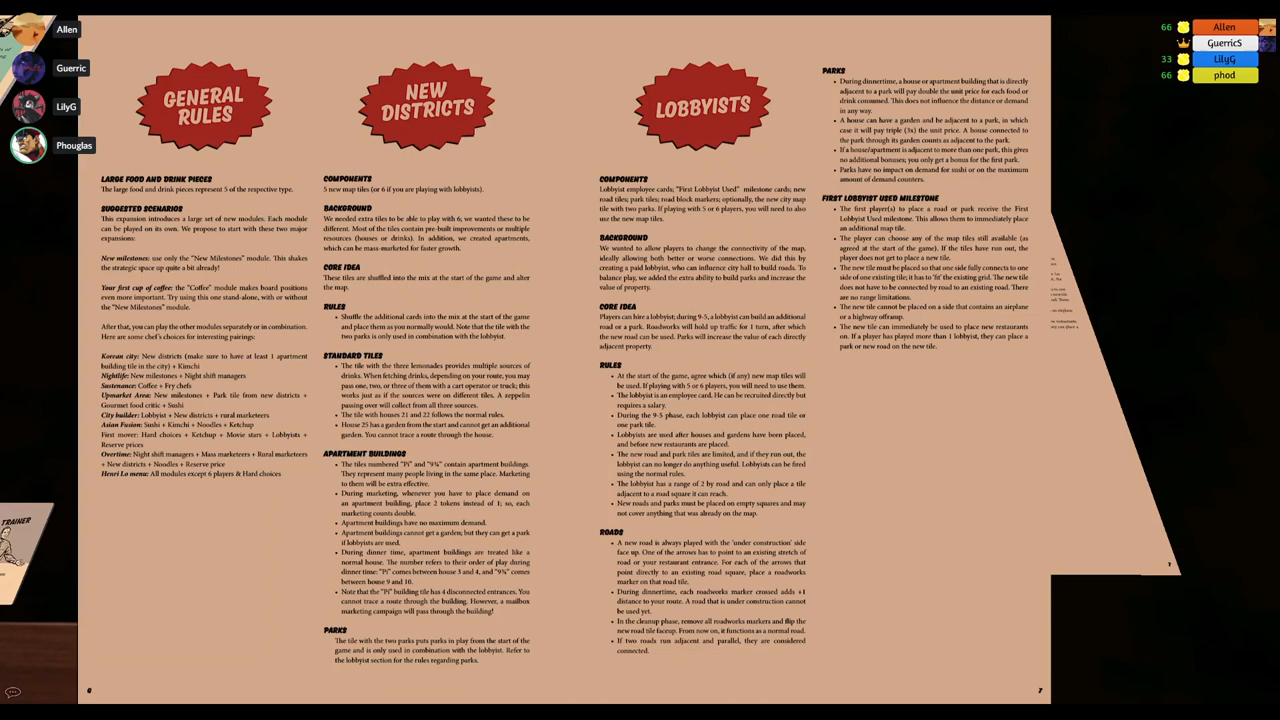 Allen
Guerric
LilyG
Phouglas
66 Allen
GuerricS
33 LilyG
66 phod
TRAINER
GENERAL
RULES
LARGE FOOD AND DRINK PIECES
The large food and drink pieces represent 5 of the respective type.
SUGGESTED SCENARIOS
This expansion introduces a large set of new modules. Each module
can be played on its own. We propose to start with these two major
expansions:
New milestones: use only the "New Milestones" module. This shakes
the strategic space up quite a bit already!
Your first cup of coffee: the "Coffee" module makes board positions
even more important. Try using this one stand-alone, with or without
the "New Milestones" module.
After that, you can play the other modules separately or in combination.
Here are some chef's choices for interesting pairings:
Korean city: New districts (make sure to have at least 1 apartment
building tile in the city) + Kimchi
Nightlife: New milestones + Night shift managers
Sustenance: Coffee + Fry chefs
Upmarket Area: New milestones + Park tile from new districts +
Gourmet food critic + Sushi
City builder: Lobbyist + New districts + rural marketeers
Asian Fusion: Sushi + Kimchi + Noodles + Ketchup
First mover: Hard choices + Ketchup + Movie stars + Lobbyists +
Reserve prices
Overtime: Night shift managers + Mass marketeers + Rural marketeers
+ New districts + Noodles + Reserve price
Henri Lo menu: All modules except 6 players & Hard choices
6
NEW
DISTRICTS
COMPONENTS
5 new map tiles (or 6 if you are playing with lobbyists).
BACKGROUND
We needed extra tiles to be able to play with 6; we wanted these to be
different. Most of the tiles contain pre-built improvements or multiple
resources (houses or drinks). In addition, we created apartments,
which can be mass-marketed for faster growth.
CORE IDEA
These tiles are shuffled into the mix at the start of the game and alter
the map.
RULES
• Shuffle the additional cards into the mix at the start of the game
and place them as you normally would. Note that the tile with the
two parks is only used in combination with the lobbyist.
STANDARD TILES
• The tile with the three lemonades provides multiple sources of
drinks. When fetching drinks, depending on your route, you may
pass one, two, or three of them with a cart operator or truck; this
works just as if the sources were on different tiles. A zeppelin
passing over will collect from all three sources.
• The tile with houses 21 and 22 follows the normal rules.
• House 25 has a garden from the start and cannot get an additional
garden. You cannot trace a route through the house.
APARTMENT BUILDINGS
• The tiles numbered "Pi" and "9¾" contain apartment buildings.
They represent many people living in the same place. Marketing
to them will be extra effective.
• During marketing, whenever you have to place demand on
an apartment building, place 2 tokens instead of 1; so, each
marketing counts double.
• Apartment buildings have no maximum demand.
• Apartment buildings cannot get a garden; but they can get a park
if lobbyists are used.
• During dinner time, apartment buildings are treated like a
normal house. The number refers to their order of play during
dinner time: "Pi" comes between house 3 and 4, and "9¾" comes
between house 9 and 10.
• Note that the "Pi" building tile has 4 disconnected entrances. You
cannot trace a route through the building. However, a mailbox
marketing campaign will pass through the building!
PARKS
The tile with the two parks puts parks in play from the start of the
game and is only used in combination with the lobbyist. Refer to
the lobbyist section for the rules regarding parks.
LOBBYISTS
COMPONENTS
Lobbyist employee cards; "First Lobbyist Used" milestone cards; new
road tiles; park tiles; road block markers; optionally, the new city map
tile with two parks. If playing with 5 or 6 players, you will need to also
use the new map tiles.
BACKGROUND
We wanted to allow players to change the connectivity of the map,
ideally allowing both better or worse connections. We did this by
creating a paid lobbyist, who can influence city hall to build roads. To
balance play, we added the extra ability to build parks and increase the
value of property.
CORE IDEA
Players can hire a lobbyist; during 9-5, a lobbyist can build an additional
road or a park. Roadworks will hold up traffic for 1 turn, after which
the new road can be used. Parks will increase the value of each directly
adjacent property.
RULES
• At the start of the game, agree which (if any) new map tiles will
be used. If playing with 5 or 6 players, you will need to use them.
• The lobbyist is an employee card. He can be recruited directly but
requires a salary.
• During the 9-5 phase, each lobbyist can place one road tile or
one park tile.
• Lobbyists are used after houses and gardens have been placed,
and before new restaurants are placed.
• The new road and park tiles are limited, and if they run out, the
lobbyist can no longer do anything useful. Lobbyists can be fired
using the normal rules.
• The lobbyist has a range of 2 by road and can only place a tile
adjacent to a road square it can reach.
• New roads and parks must be placed on empty squares and may
not cover anything that was already on the map.
ROADS
• A new road is always played with the 'under construction' side
face up. One of the arrows has to point to an existing stretch of
road or your restaurant entrance. For each of the arrows that
point directly to an existing road square, place a roadworks
marker on that road tile.
• During dinnertime, each roadworks marker crossed adds +1
distance to your route. A road that is under construction cannot
be used yet.
• In the cleanup phase, remove all roadworks markers and flip the
new road tile faceup. From now on, it functions as a normal road.
• If two roads run adjacent and parallel, they are considered
connected.
PARKS
• During dinnertime, a house or apartment building that is directly
adjacent to a park will pay double the unit price for each food or
drink consumed. This does not influence the distance or demand
in any way.
• A house can have a garden and be adjacent to a park, in which
case it will pay triple (3x) the unit price. A house connected to
the park through its garden counts as adjacent to the park.
• If a house/apartment is adjacent to more than one park, this gives
no additional bonuses; you only get a bonus for the first park.
• Parks have no impact on demand for sushi or on the maximum
amount of demand counters.
FIRST LOBBYIST USED MILESTONE
• The first player(s) to place a road or park receive the First
Lobbyist Used milestone. This allows them to immediately place
an additional map tile.
• The player can choose any of the map tiles still available (as
agreed at the start of the game). If the tiles have run out, the
player does not get to place a new tile.
• The new tile must be placed so that one side fully connects to one
side of one existing tile; it has to 'fit' the existing grid. The new tile
does not have to be connected by road to an existing road. There
are no range limitations.
• The new tile cannot be placed on a side that contains an airplane
or a highway offramp.
• The new tile can immediately be used to place new restaurants
on. If a player has played more than 1 lobbyist, they can place a
park or new road on the new tile.
7